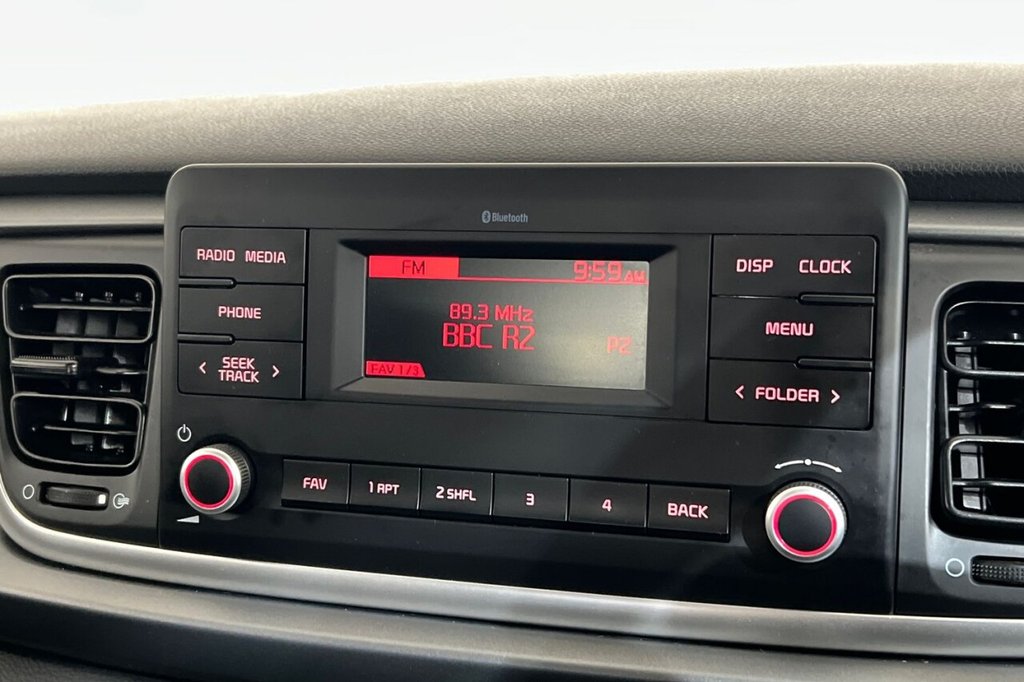 Bluetooth
RADIO MEDIA
PHONE
< SEEK TRACK >
FM 9:59 AM
89.3 MHz
BBC R2
P2
FAV 1/3
DISP CLOCK
MENU
< FOLDER >
FAV 1 RPT 2 SHFL 3 4 BACK